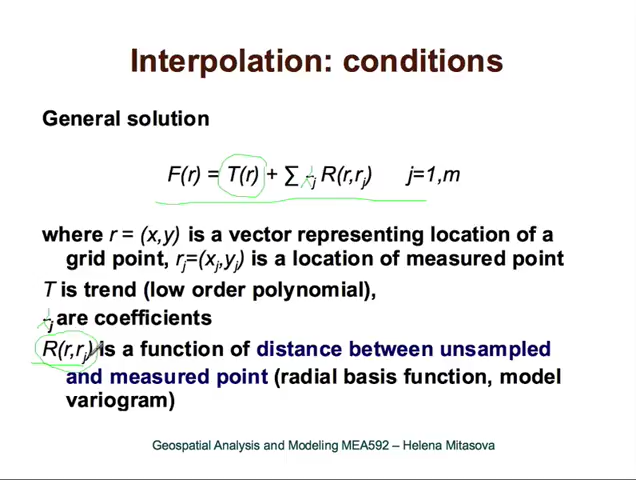 Interpolation: conditions
General solution
F(r) = T(r) + ∑ λj R(r,rj) j=1,m
where r = (x,y) is a vector representing location of a
grid point, rj=(xj,yj) is a location of measured point
T is trend (low order polynomial),
λj are coefficients
R(r,rj) is a function of distance between unsampled
and measured point (radial basis function, model
variogram)
Geospatial Analysis and Modeling MEA592 – Helena Mitasova